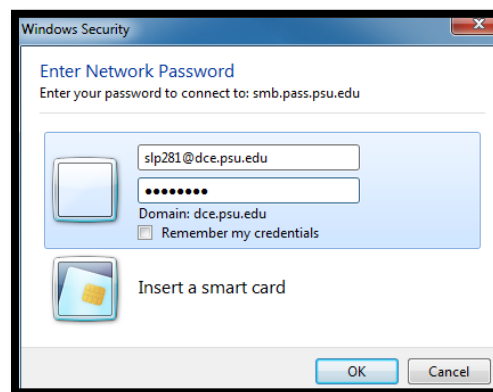 Windows Security
Enter Network Password
Enter your password to connect to: smb.pass.psu.edu
slp281@dce.psu.edu
••••••••
Domain: dce.psu.edu
Remember my credentials
Insert a smart card
OK Cancel